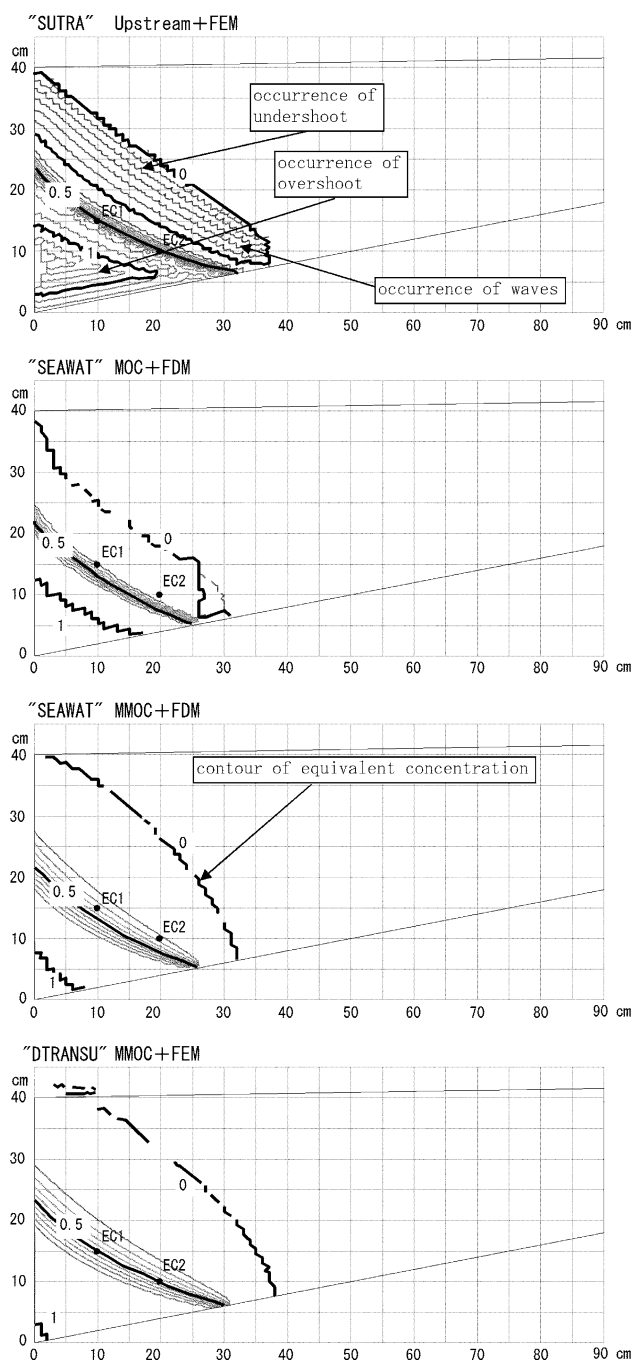 "SUTRA" Upstream+FEM
cm
40
30
20
10
0
occurrence of
undershoot
occurrence of
overshoot
occurrence of waves
0
0.5
EC1
EC2
1
0 10 20 30 40 50 60 70 80 90 cm
"SEAWAT" MOC+FDM
cm
40
30
20
10
0
0
0.5
EC1
EC2
1
0 10 20 30 40 50 60 70 80 90 cm
"SEAWAT" MMOC+FDM
cm
40
30
20
10
0
contour of equivalent concentration
0
0.5
EC1
EC2
1
0 10 20 30 40 50 60 70 80 90 cm
"DTRANSU" MMOC+FEM
cm
40
30
20
10
0
0
0.5
EC1
EC2
1
0 10 20 30 40 50 60 70 80 90 cm